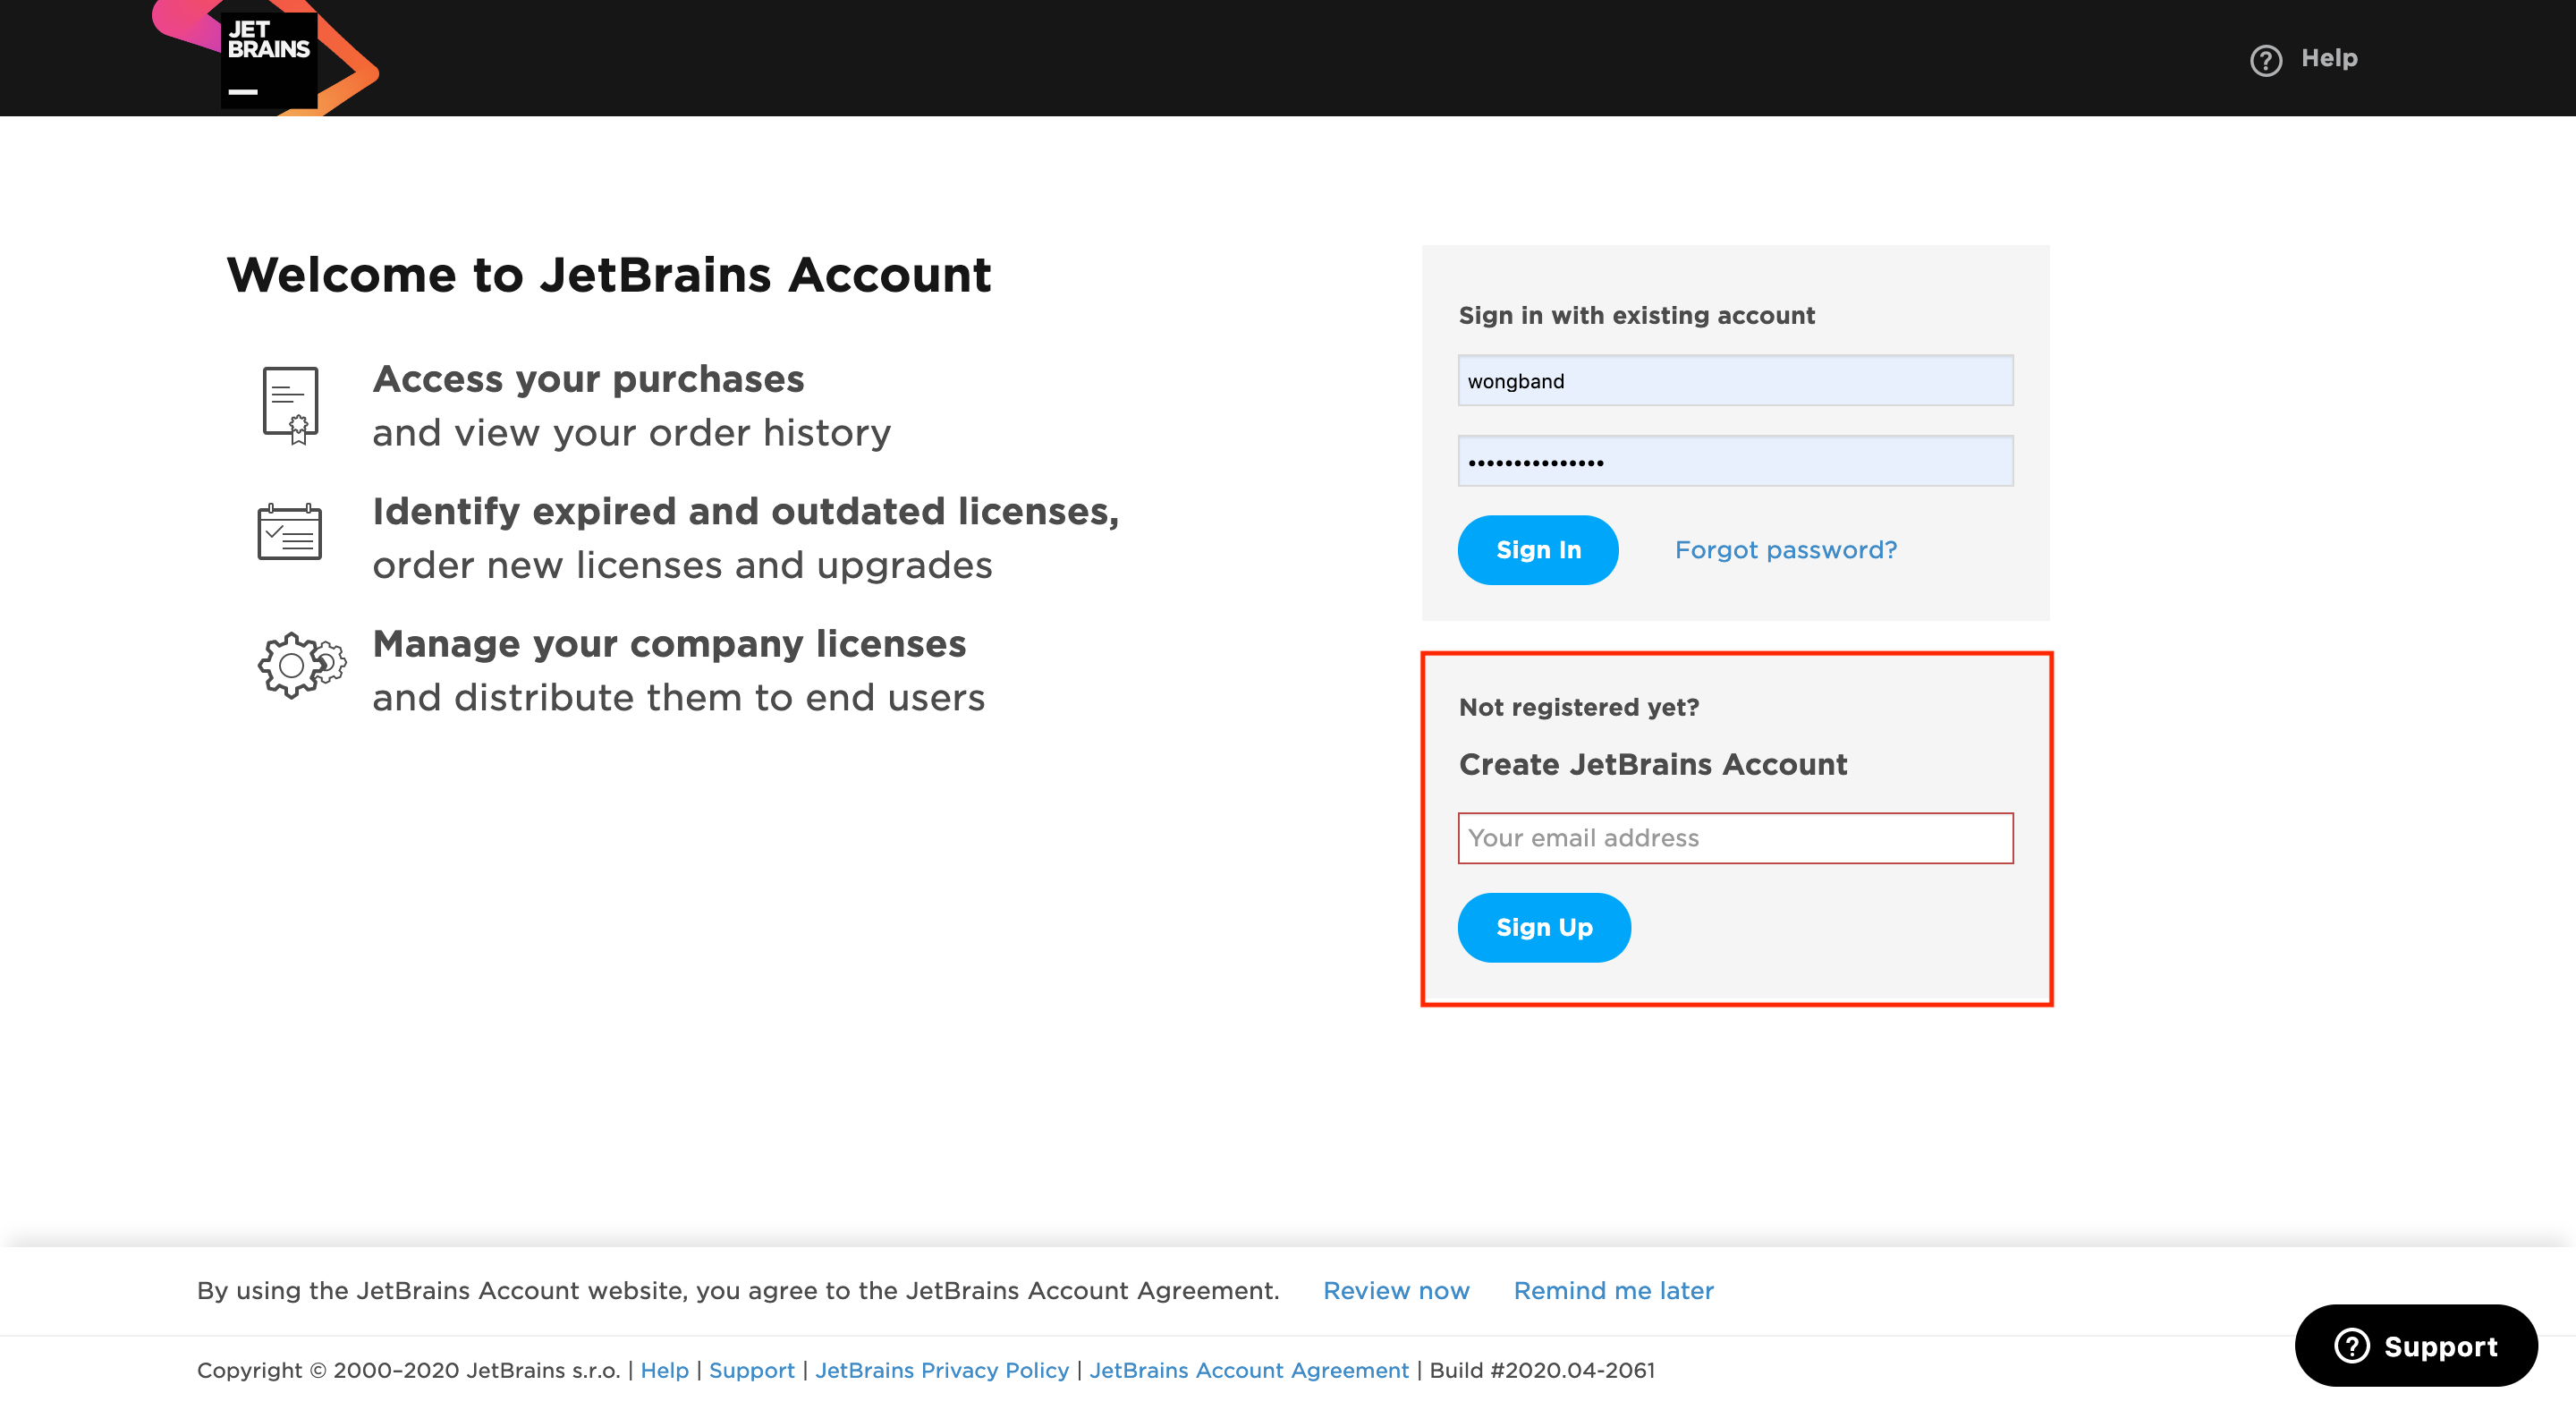 JET
BRAINS
Help
Welcome to JetBrains Account
Access your purchases
and view your order history
Identify expired and outdated licenses,
order new licenses and upgrades
Manage your company licenses
and distribute them to end users
Sign in with existing account
wongband
•••••••••••••••
Sign In Forgot password?
Not registered yet?
Create JetBrains Account
Your email address
Sign Up
By using the JetBrains Account website, you agree to the JetBrains Account Agreement. Review now Remind me later
Copyright © 2000–2020 JetBrains s.r.o. | Help | Support | JetBrains Privacy Policy | JetBrains Account Agreement | Build #2020.04-2061
Support